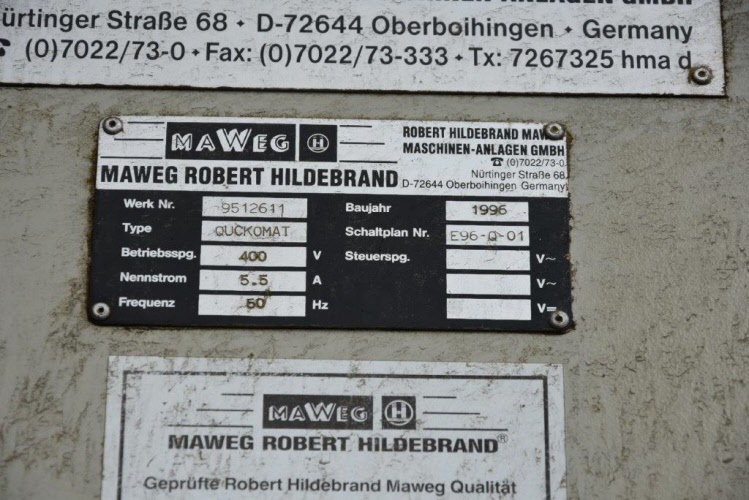 Nürtinger Straße 68 • D-72644 Oberboihingen • Germany
(0)7022/73-0 • Fax: (0)7022/73-333 • Tx: 7267325 hma d
MAWEG H
ROBERT HILDEBRAND MAWEG
MASCHINEN-ANLAGEN GMBH
☎ (0)7022/73-0
Nürtinger Straße 68
D-72644 Oberboihingen Germany
MAWEG ROBERT HILDEBRAND
Werk Nr. 9512611 Baujahr 1996
Type QUCKOMAT Schaltplan Nr. E96-Q-01
Betriebsspg. 400 V Steuerspg. V~
Nennstrom 5.5 A V~
Frequenz 50 Hz V=
MAWEG H
MAWEG ROBERT HILDEBRAND®
Geprüfte Robert Hildebrand Maweg Qualität